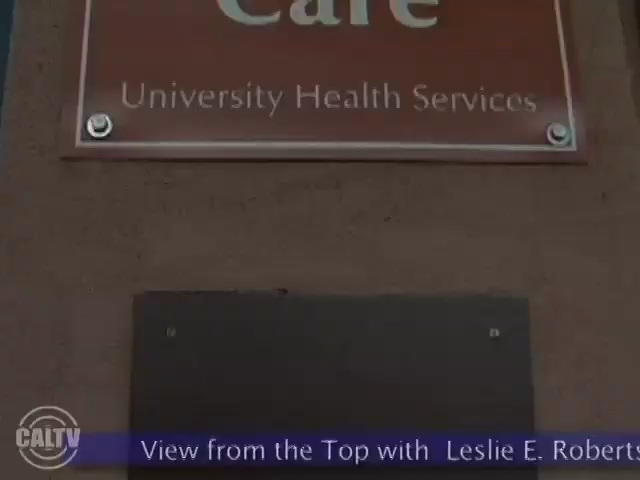 Care
University Health Services
CALTV
View from the Top with Leslie E. Roberts